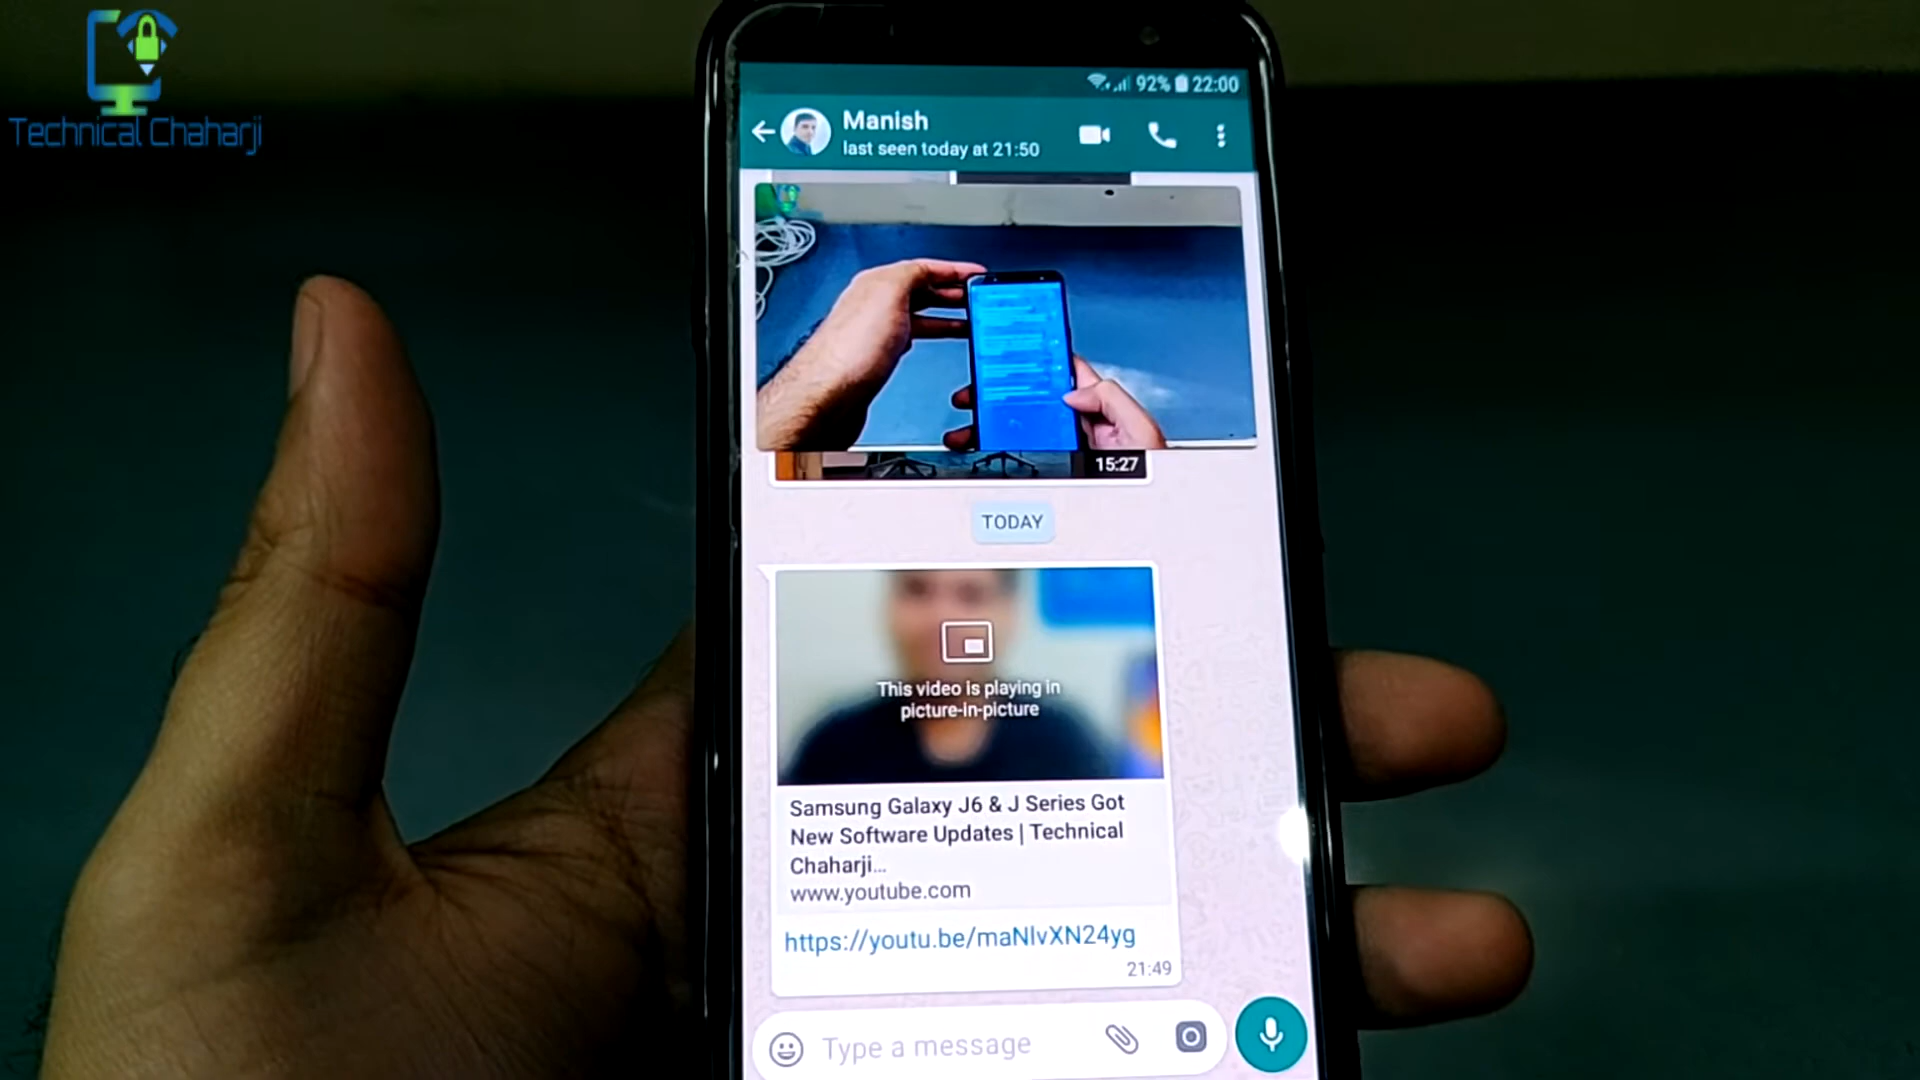 Technical Chaharji
92% 22:00
Manish
last seen today at 21:50
15:27
TODAY
This video is playing in
picture-in-picture
Samsung Galaxy J6 & J Series Got
New Software Updates | Technical
Chaharji...
www.youtube.com
https://youtu.be/maNlvXN24yg
21:49
Type a message